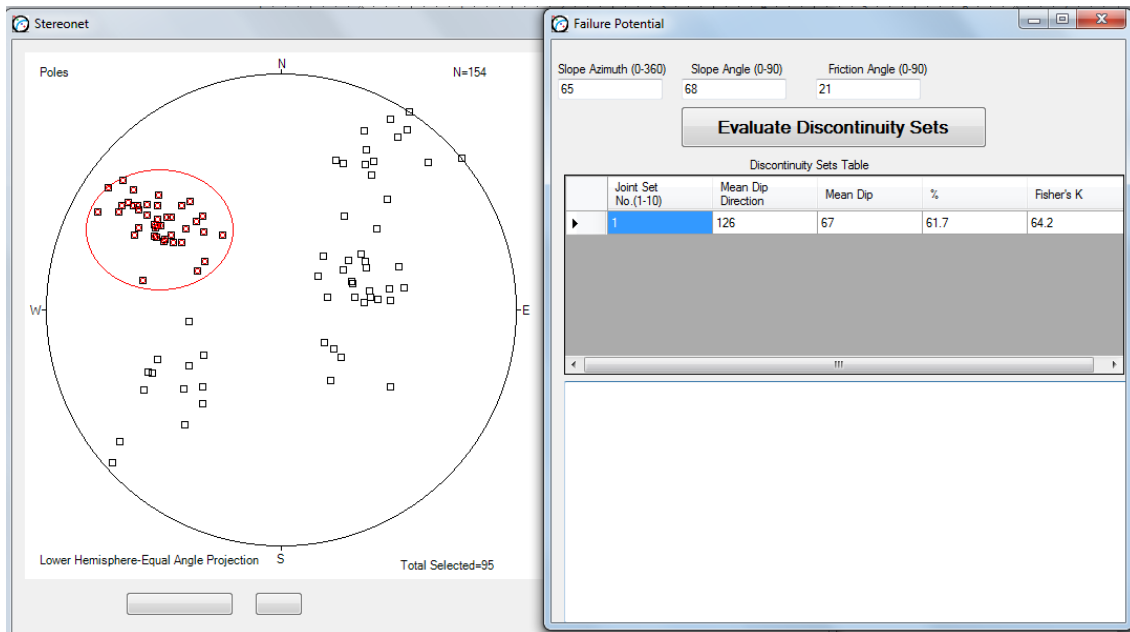 Stereonet
Poles
N=154
N
W
E
S
Lower Hemisphere-Equal Angle Projection
Total Selected=95
Failure Potential
Slope Azimuth (0-360) Slope Angle (0-90) Friction Angle (0-90)
65 68 21
Evaluate Discontinuity Sets
Discontinuity Sets Table
Joint Set No.(1-10) Mean Dip Direction Mean Dip % Fisher's K
1 126 67 61.7 64.2